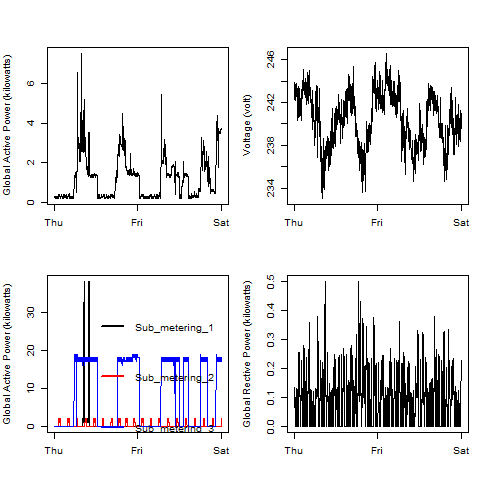 Global Active Power (kilowatts)
6
4
2
0
Thu
Fri
Sat
Voltage (volt)
246
242
238
234
Thu
Fri
Sat
Global Active Power (kilowatts)
30
20
10
0
Sub_metering_1
Sub_metering_2
Sub_metering_3
Thu
Fri
Sat
Global Rective Power (kilowatts)
0.5
0.4
0.3
0.2
0.1
0.0
Thu
Fri
Sat